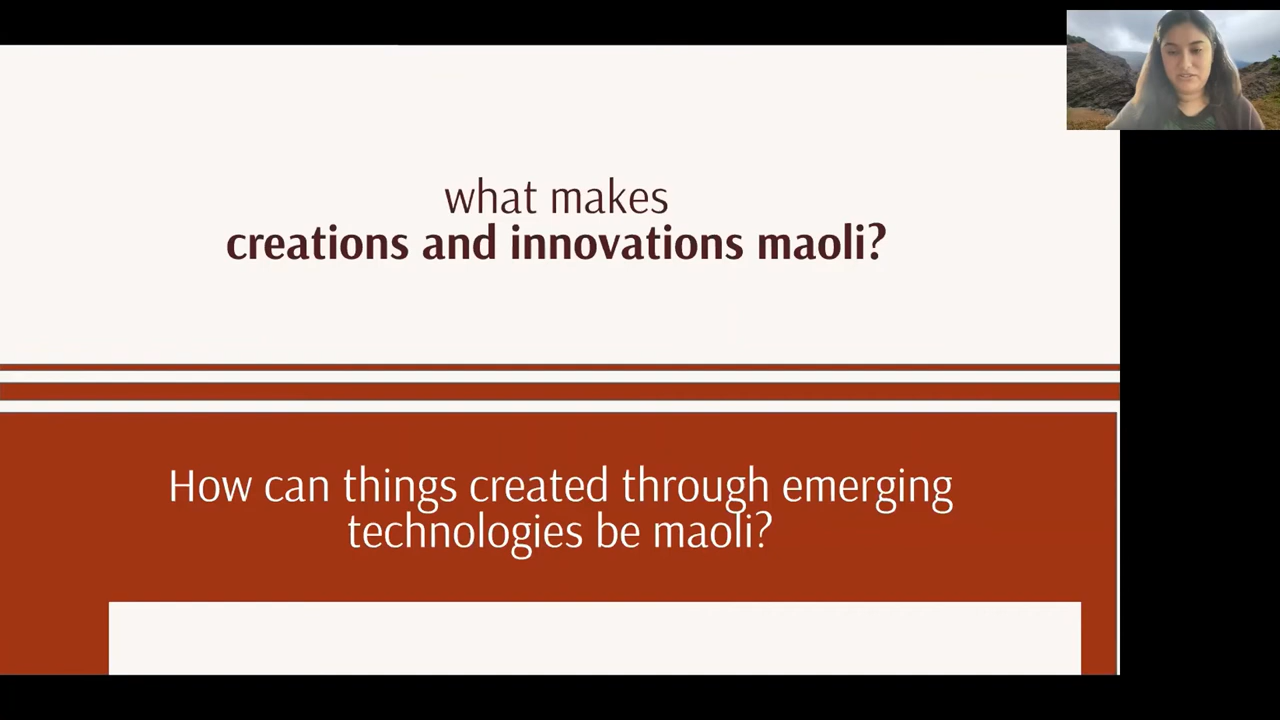 what makes
creations and innovations maoli?
How can things created through emerging
technologies be maoli?